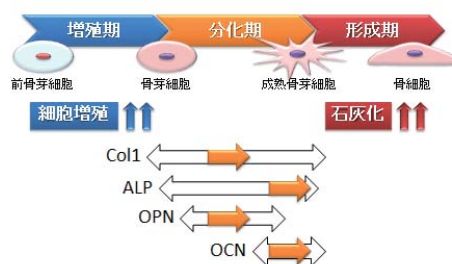 増殖期 分化期 形成期
前骨芽細胞 骨芽細胞 成熟骨芽細胞 骨細胞
細胞増殖 石灰化
Col1
ALP
OPN
OCN